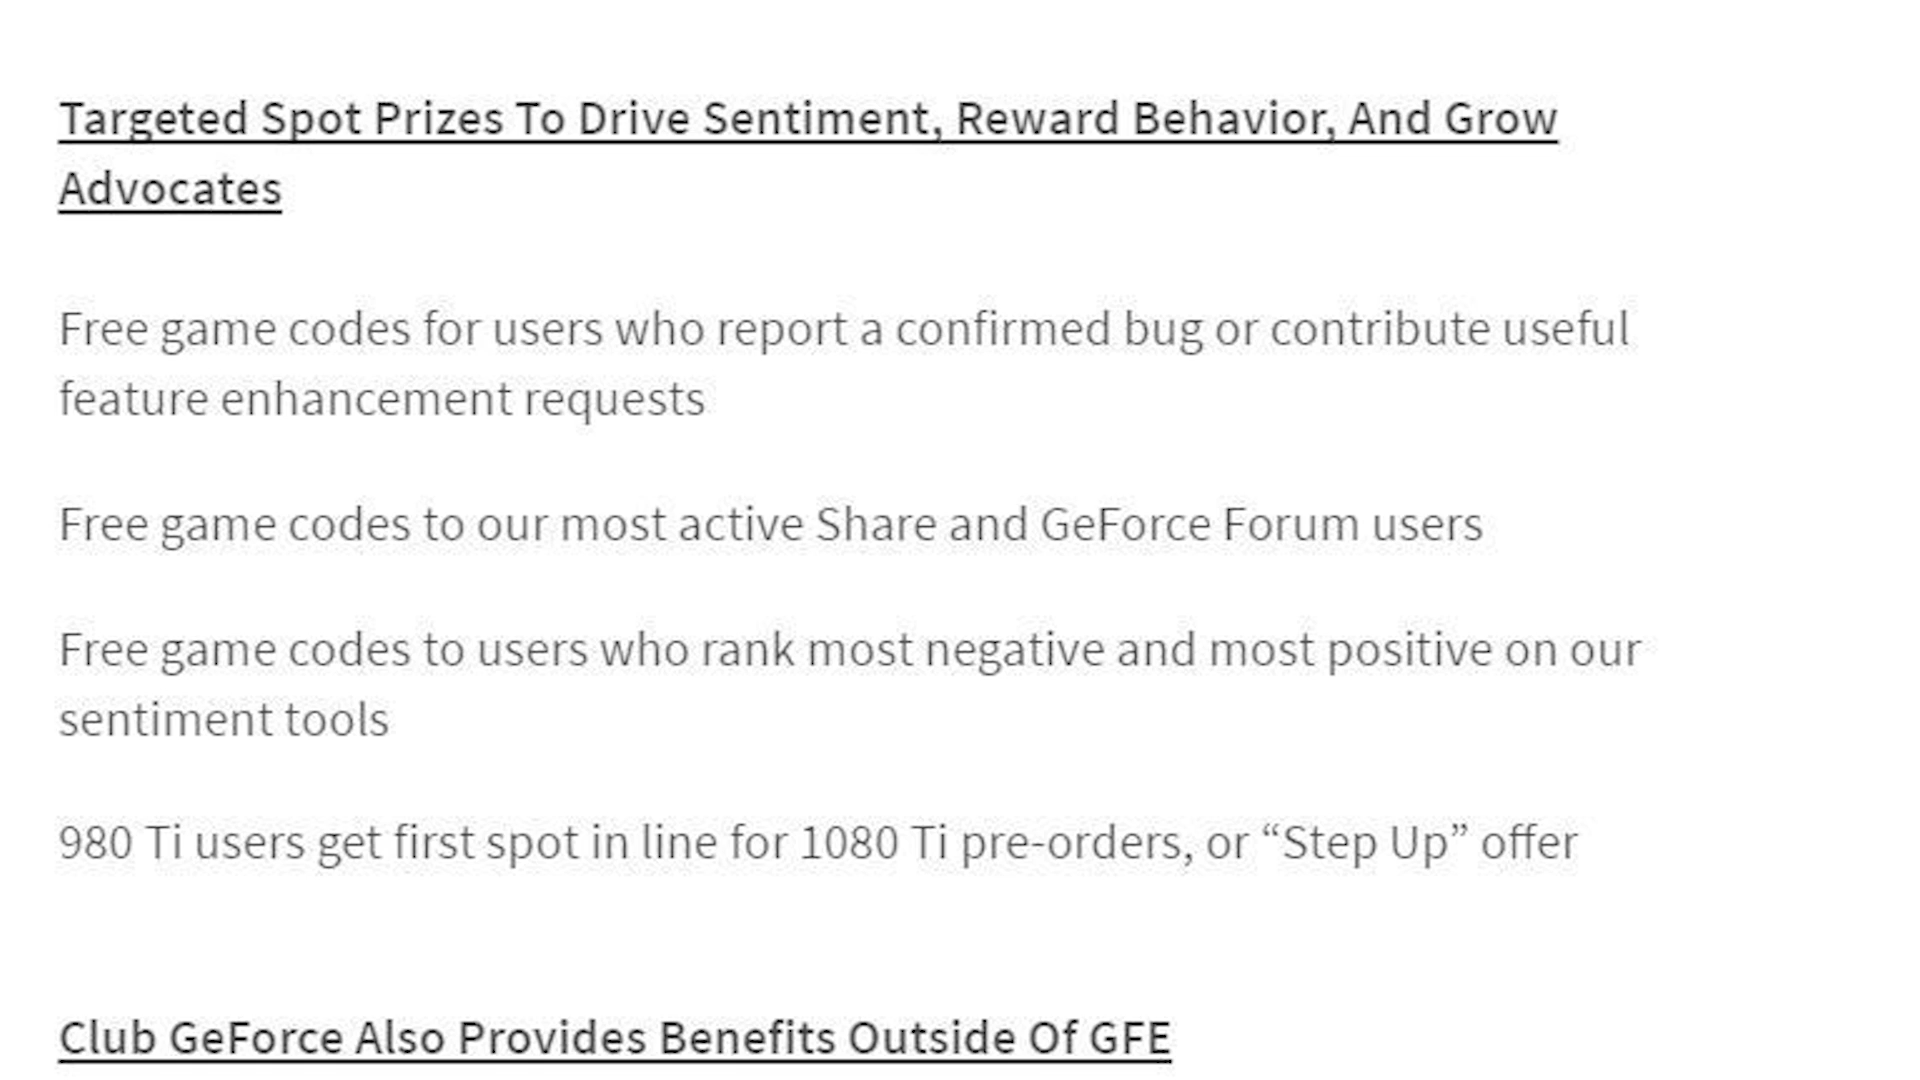 Targeted Spot Prizes To Drive Sentiment, Reward Behavior, And Grow
Advocates
Free game codes for users who report a confirmed bug or contribute useful
feature enhancement requests
Free game codes to our most active Share and GeForce Forum users
Free game codes to users who rank most negative and most positive on our
sentiment tools
980 Ti users get first spot in line for 1080 Ti pre-orders, or “Step Up” offer
Club GeForce Also Provides Benefits Outside Of GFE